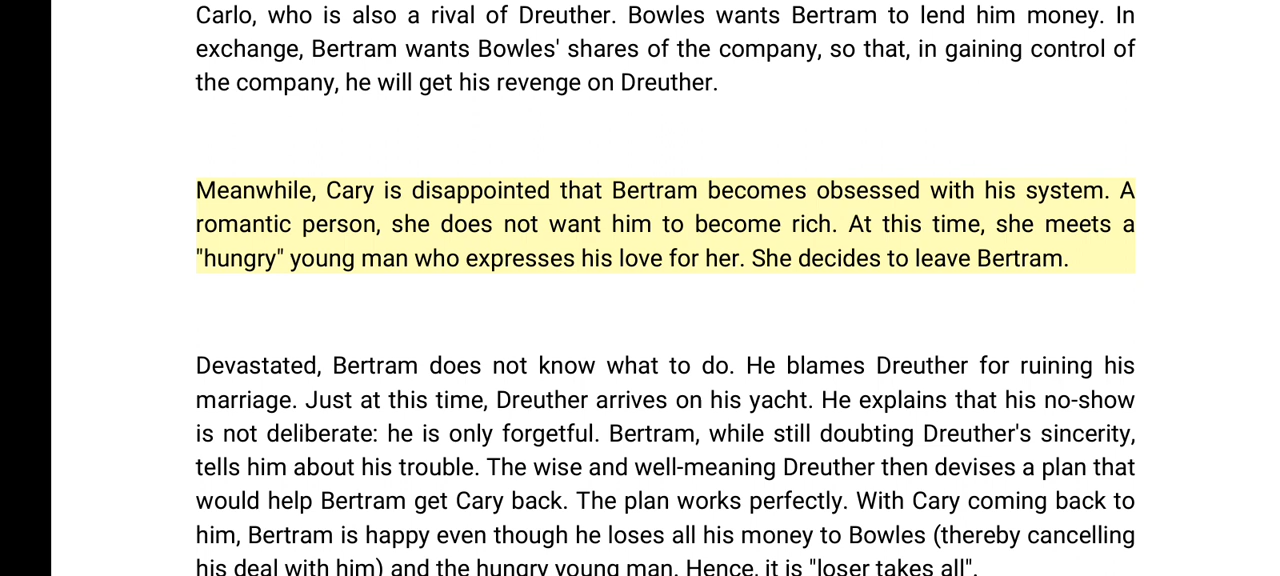 Carlo, who is also a rival of Dreuther. Bowles wants Bertram to lend him money. In
exchange, Bertram wants Bowles' shares of the company, so that, in gaining control of
the company, he will get his revenge on Dreuther.
Meanwhile, Cary is disappointed that Bertram becomes obsessed with his system. A
romantic person, she does not want him to become rich. At this time, she meets a
"hungry" young man who expresses his love for her. She decides to leave Bertram.
Devastated, Bertram does not know what to do. He blames Dreuther for ruining his
marriage. Just at this time, Dreuther arrives on his yacht. He explains that his no-show
is not deliberate: he is only forgetful. Bertram, while still doubting Dreuther's sincerity,
tells him about his trouble. The wise and well-meaning Dreuther then devises a plan that
would help Bertram get Cary back. The plan works perfectly. With Cary coming back to
him, Bertram is happy even though he loses all his money to Bowles (thereby cancelling
his deal with him) and the hungry young man. Hence, it is "loser takes all".